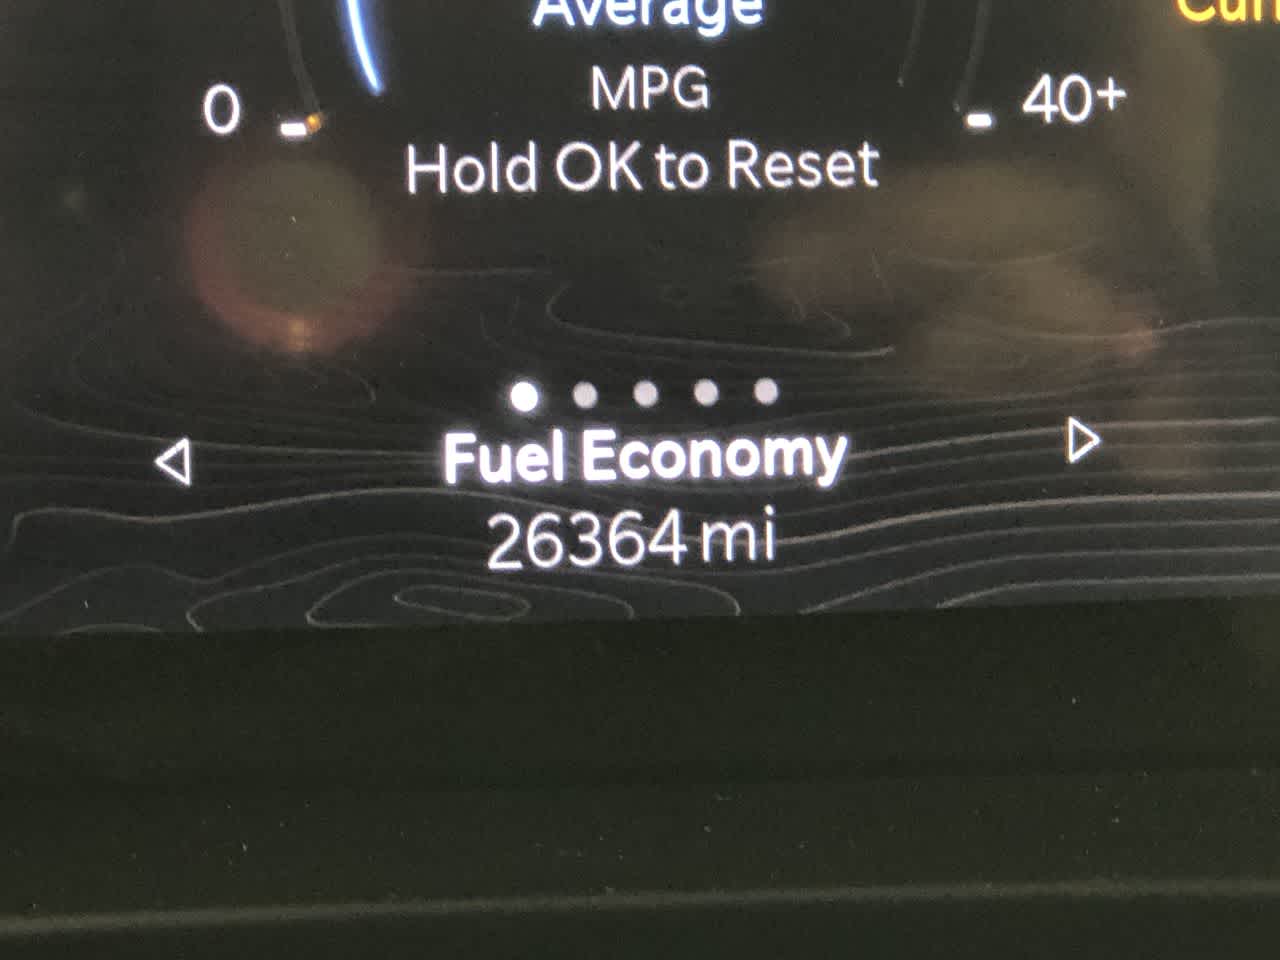 Average
MPG
0
40+
Hold OK to Reset
Fuel Economy
26364 mi